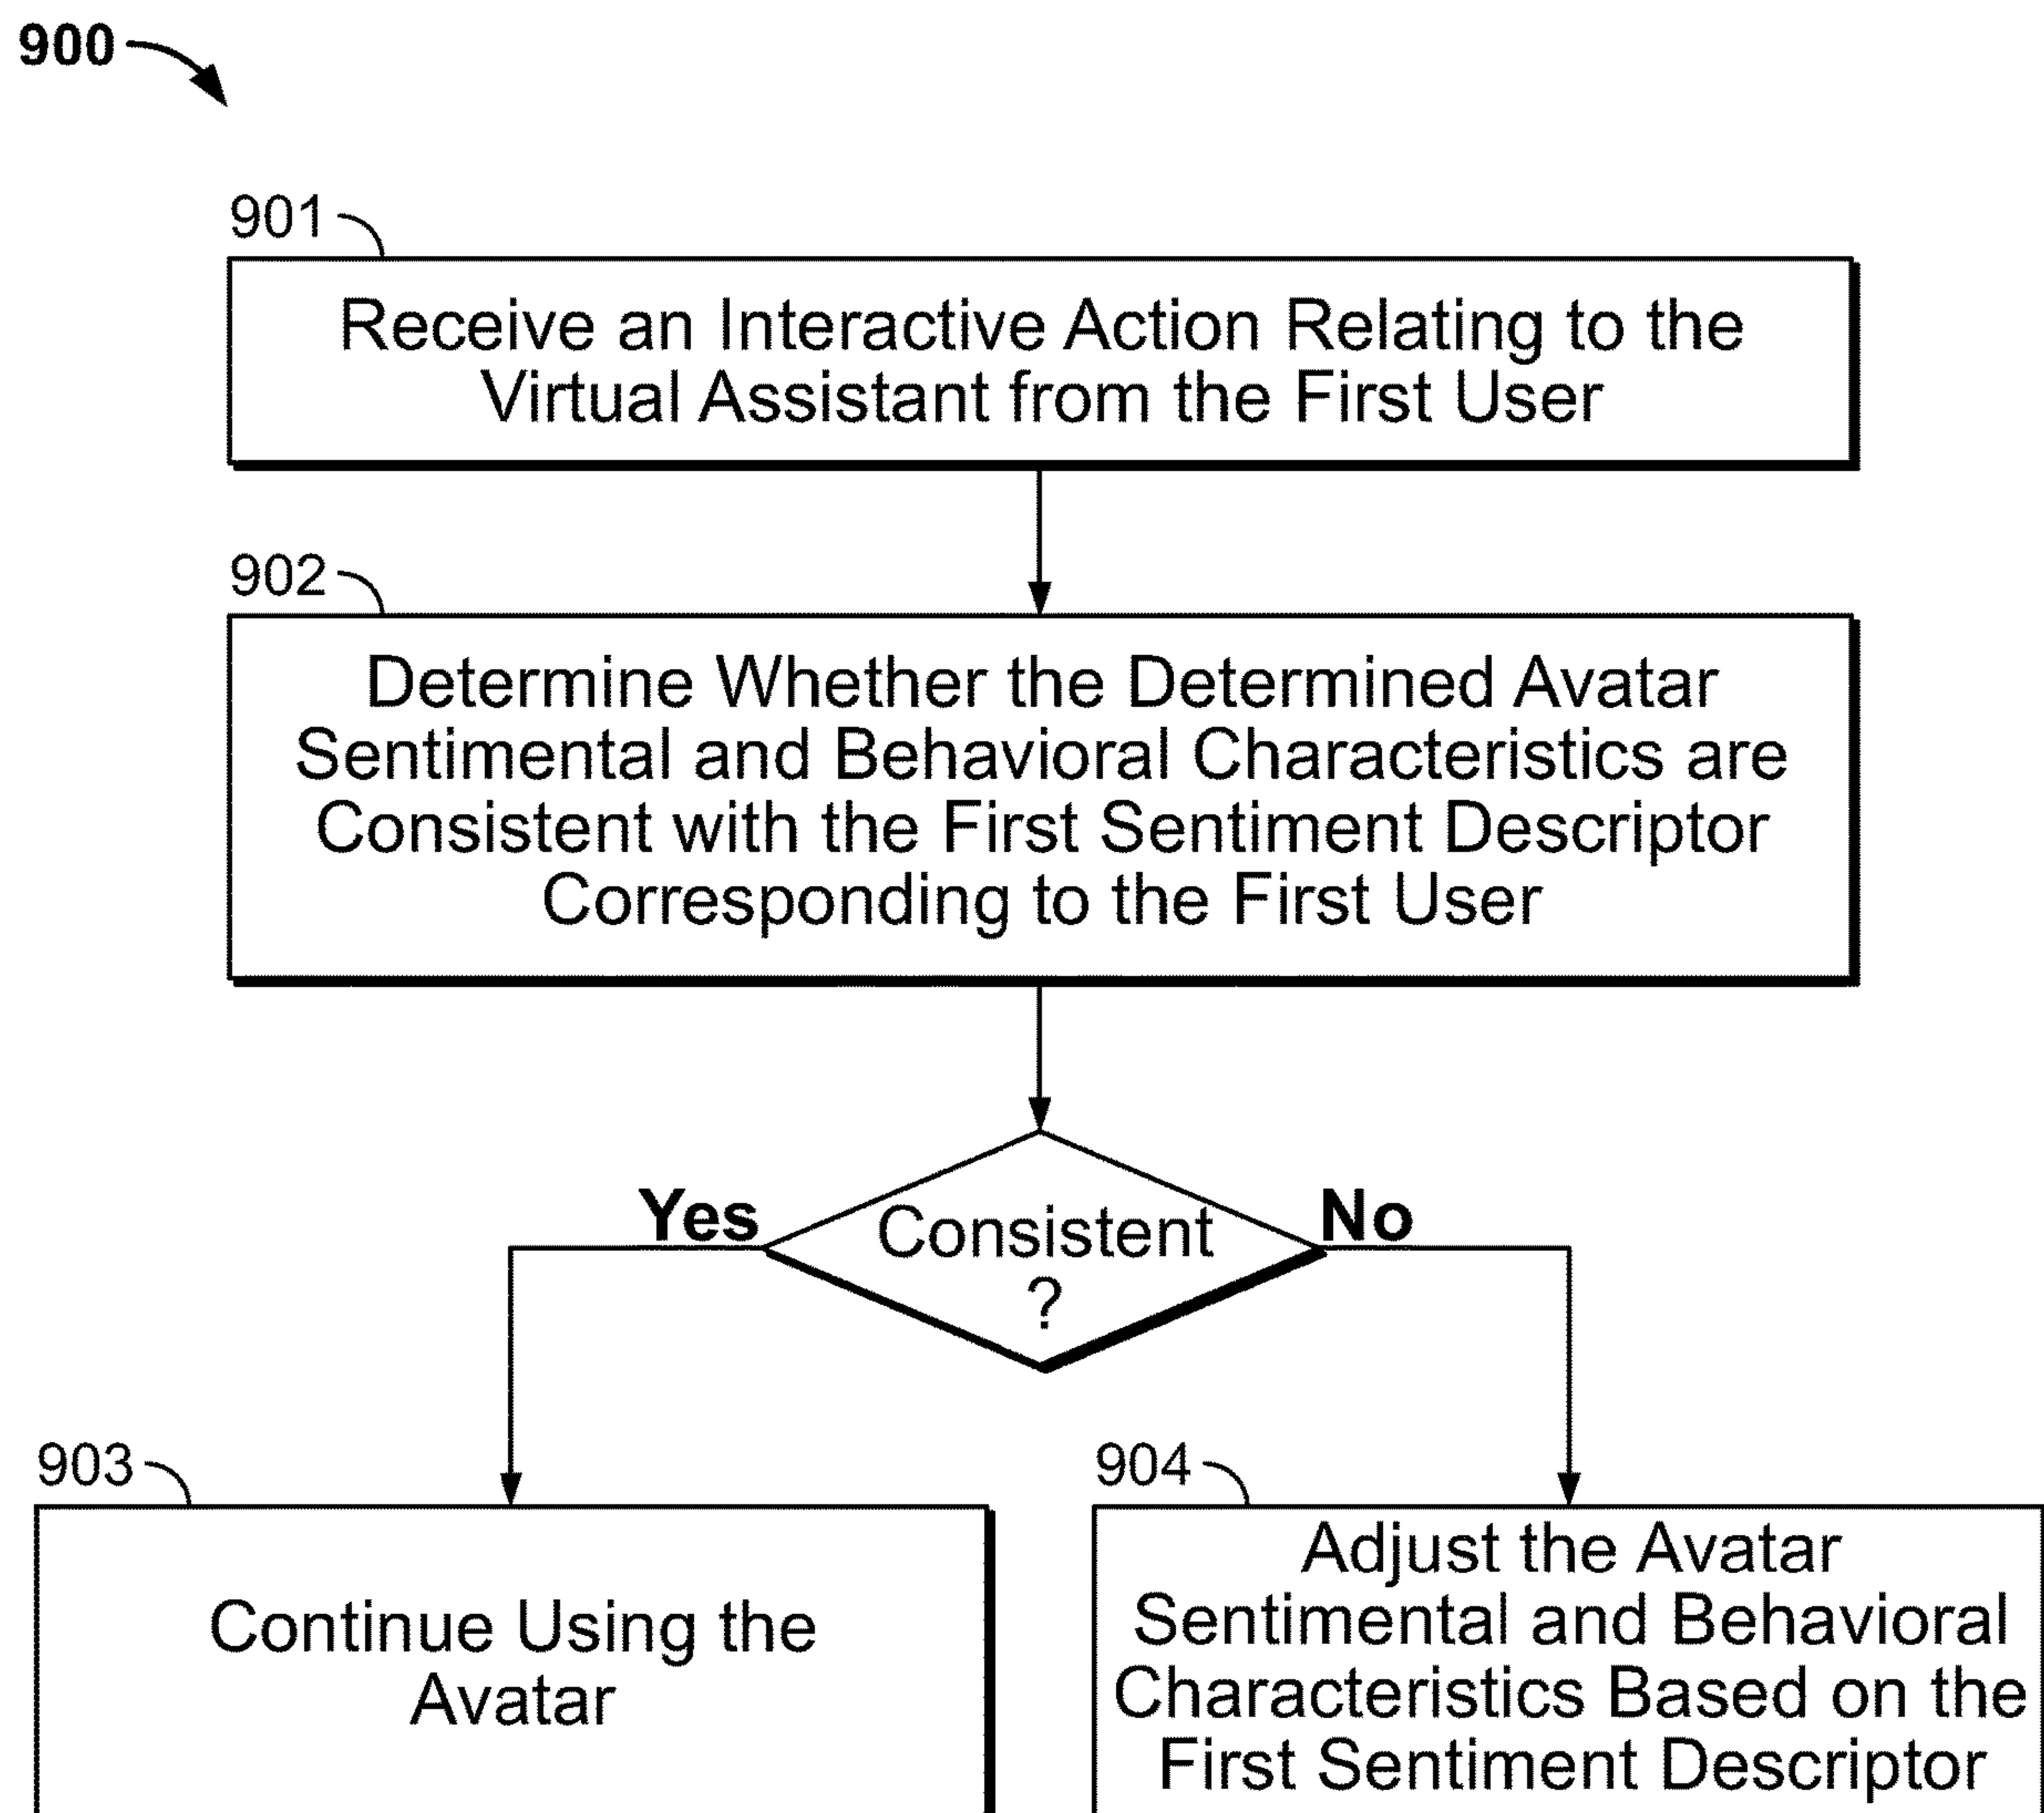 900
901
Receive an Interactive Action Relating to the
Virtual Assistant from the First User
902
Determine Whether the Determined Avatar
Sentimental and Behavioral Characteristics are
Consistent with the First Sentiment Descriptor
Corresponding to the First User
Yes
Consistent
?
No
903
Continue Using the
Avatar
904
Adjust the Avatar
Sentimental and Behavioral
Characteristics Based on the
First Sentiment Descriptor